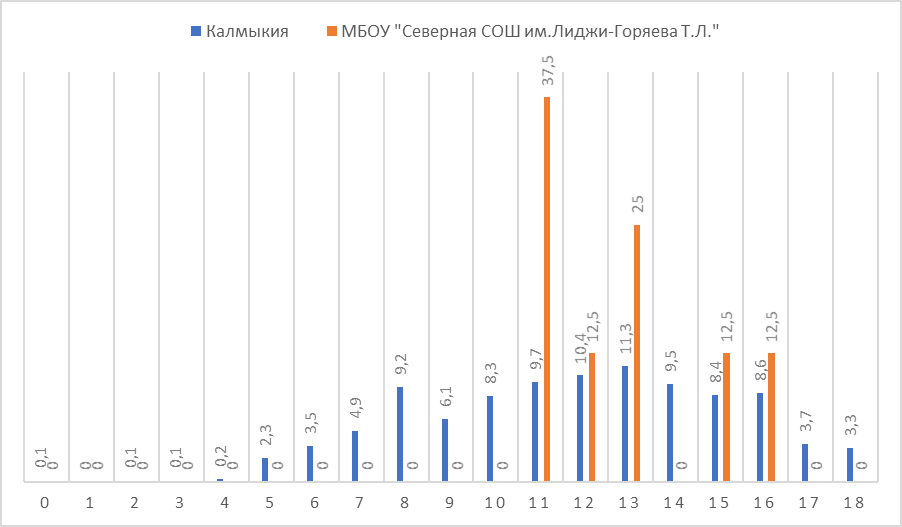 Калмыкия МБОУ "Северная СОШ им.Лиджи-Горяева Т.Л."
0,1 0 0,1 0,1 0,2 2,3 3,5 4,9 9,2 6,1 8,3 9,7 10,4 11,3 9,5 8,4 8,6 3,7 3,3
0 0 0 0 0 0 0 0 0 0 0 37,5 12,5 25 0 12,5 12,5 0 0
0 1 2 3 4 5 6 7 8 9 10 11 12 13 14 15 16 17 18